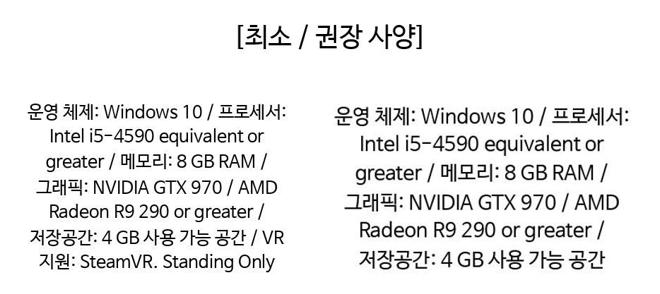 [최소 / 권장 사양]
운영 체제: Windows 10 / 프로세서:
Intel i5-4590 equivalent or
greater / 메모리: 8 GB RAM /
그래픽: NVIDIA GTX 970 / AMD
Radeon R9 290 or greater /
저장공간: 4 GB 사용 가능 공간 / VR
지원: SteamVR. Standing Only
운영 체제: Windows 10 / 프로세서:
Intel i5-4590 equivalent or
greater / 메모리: 8 GB RAM /
그래픽: NVIDIA GTX 970 / AMD
Radeon R9 290 or greater /
저장공간: 4 GB 사용 가능 공간